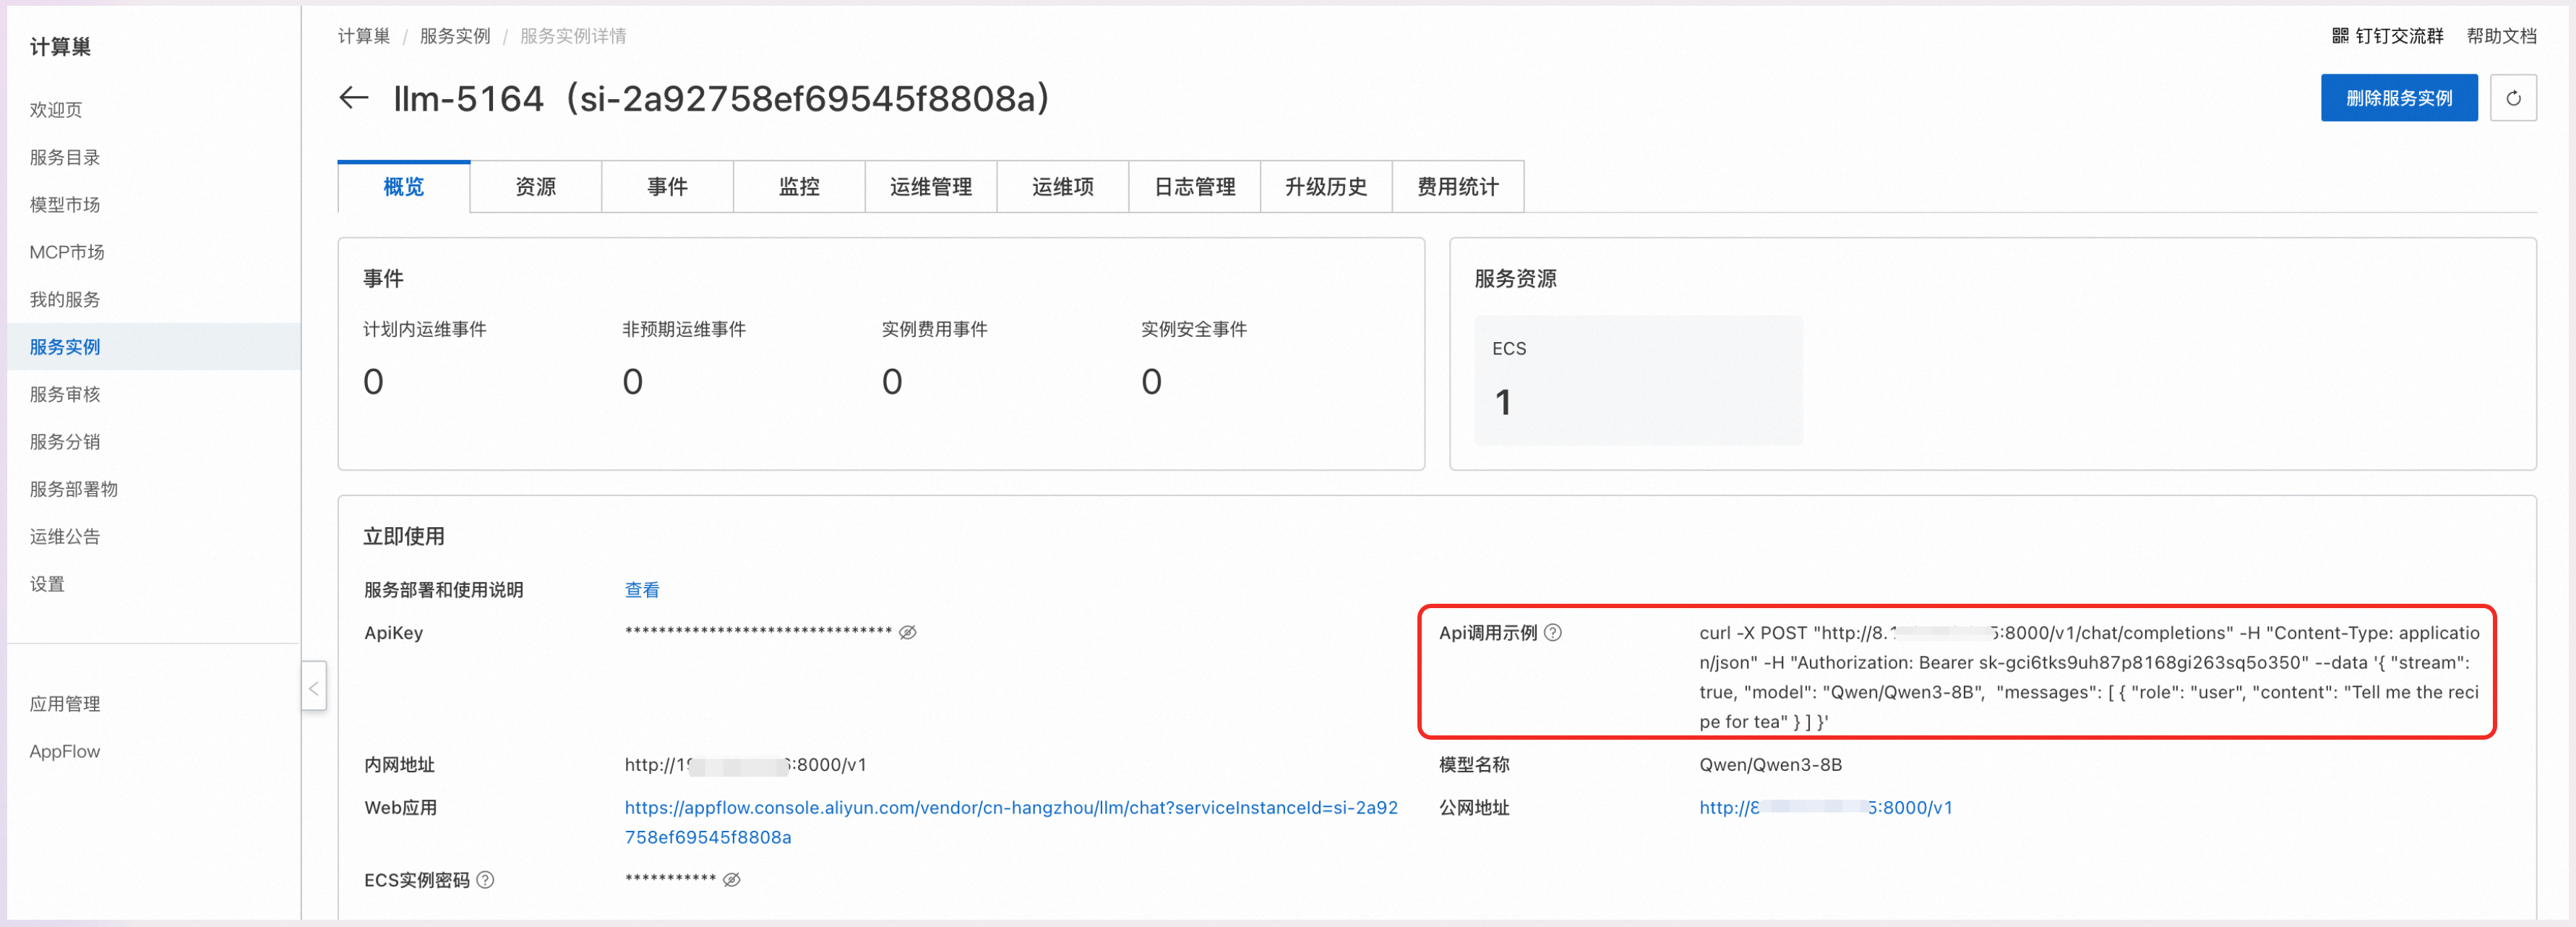 计算巢
欢迎页
服务目录
模型市场
MCP市场
我的服务
服务实例
服务审核
服务分销
服务部署物
运维公告
设置
应用管理
AppFlow
计算巢 / 服务实例 / 服务实例详情
钉钉交流群 帮助文档
← llm-5164（si-2a92758ef69545f8808a）
删除服务实例
概览 资源 事件 监控 运维管理 运维项 日志管理 升级历史 费用统计
事件
计划内运维事件 非预期运维事件 实例费用事件 实例安全事件
0 0 0 0
服务资源
ECS
1
立即使用
服务部署和使用说明 查看
ApiKey ********************************
Api调用示例
curl -X POST "http://8.1 5:8000/v1/chat/completions" -H "Content-Type: applicatio
n/json" -H "Authorization: Bearer sk-gci6tks9uh87p8168gi263sq5o350" --data '{ "stream":
true, "model": "Qwen/Qwen3-8B", "messages": [ { "role": "user", "content": "Tell me the reci
pe for tea" } ] }'
内网地址 http://19 6:8000/v1
模型名称 Qwen/Qwen3-8B
Web应用 https://appflow.console.aliyun.com/vendor/cn-hangzhou/llm/chat?serviceInstanceId=si-2a92
758ef69545f8808a
公网地址 http://8 5:8000/v1
ECS实例密码 ***********